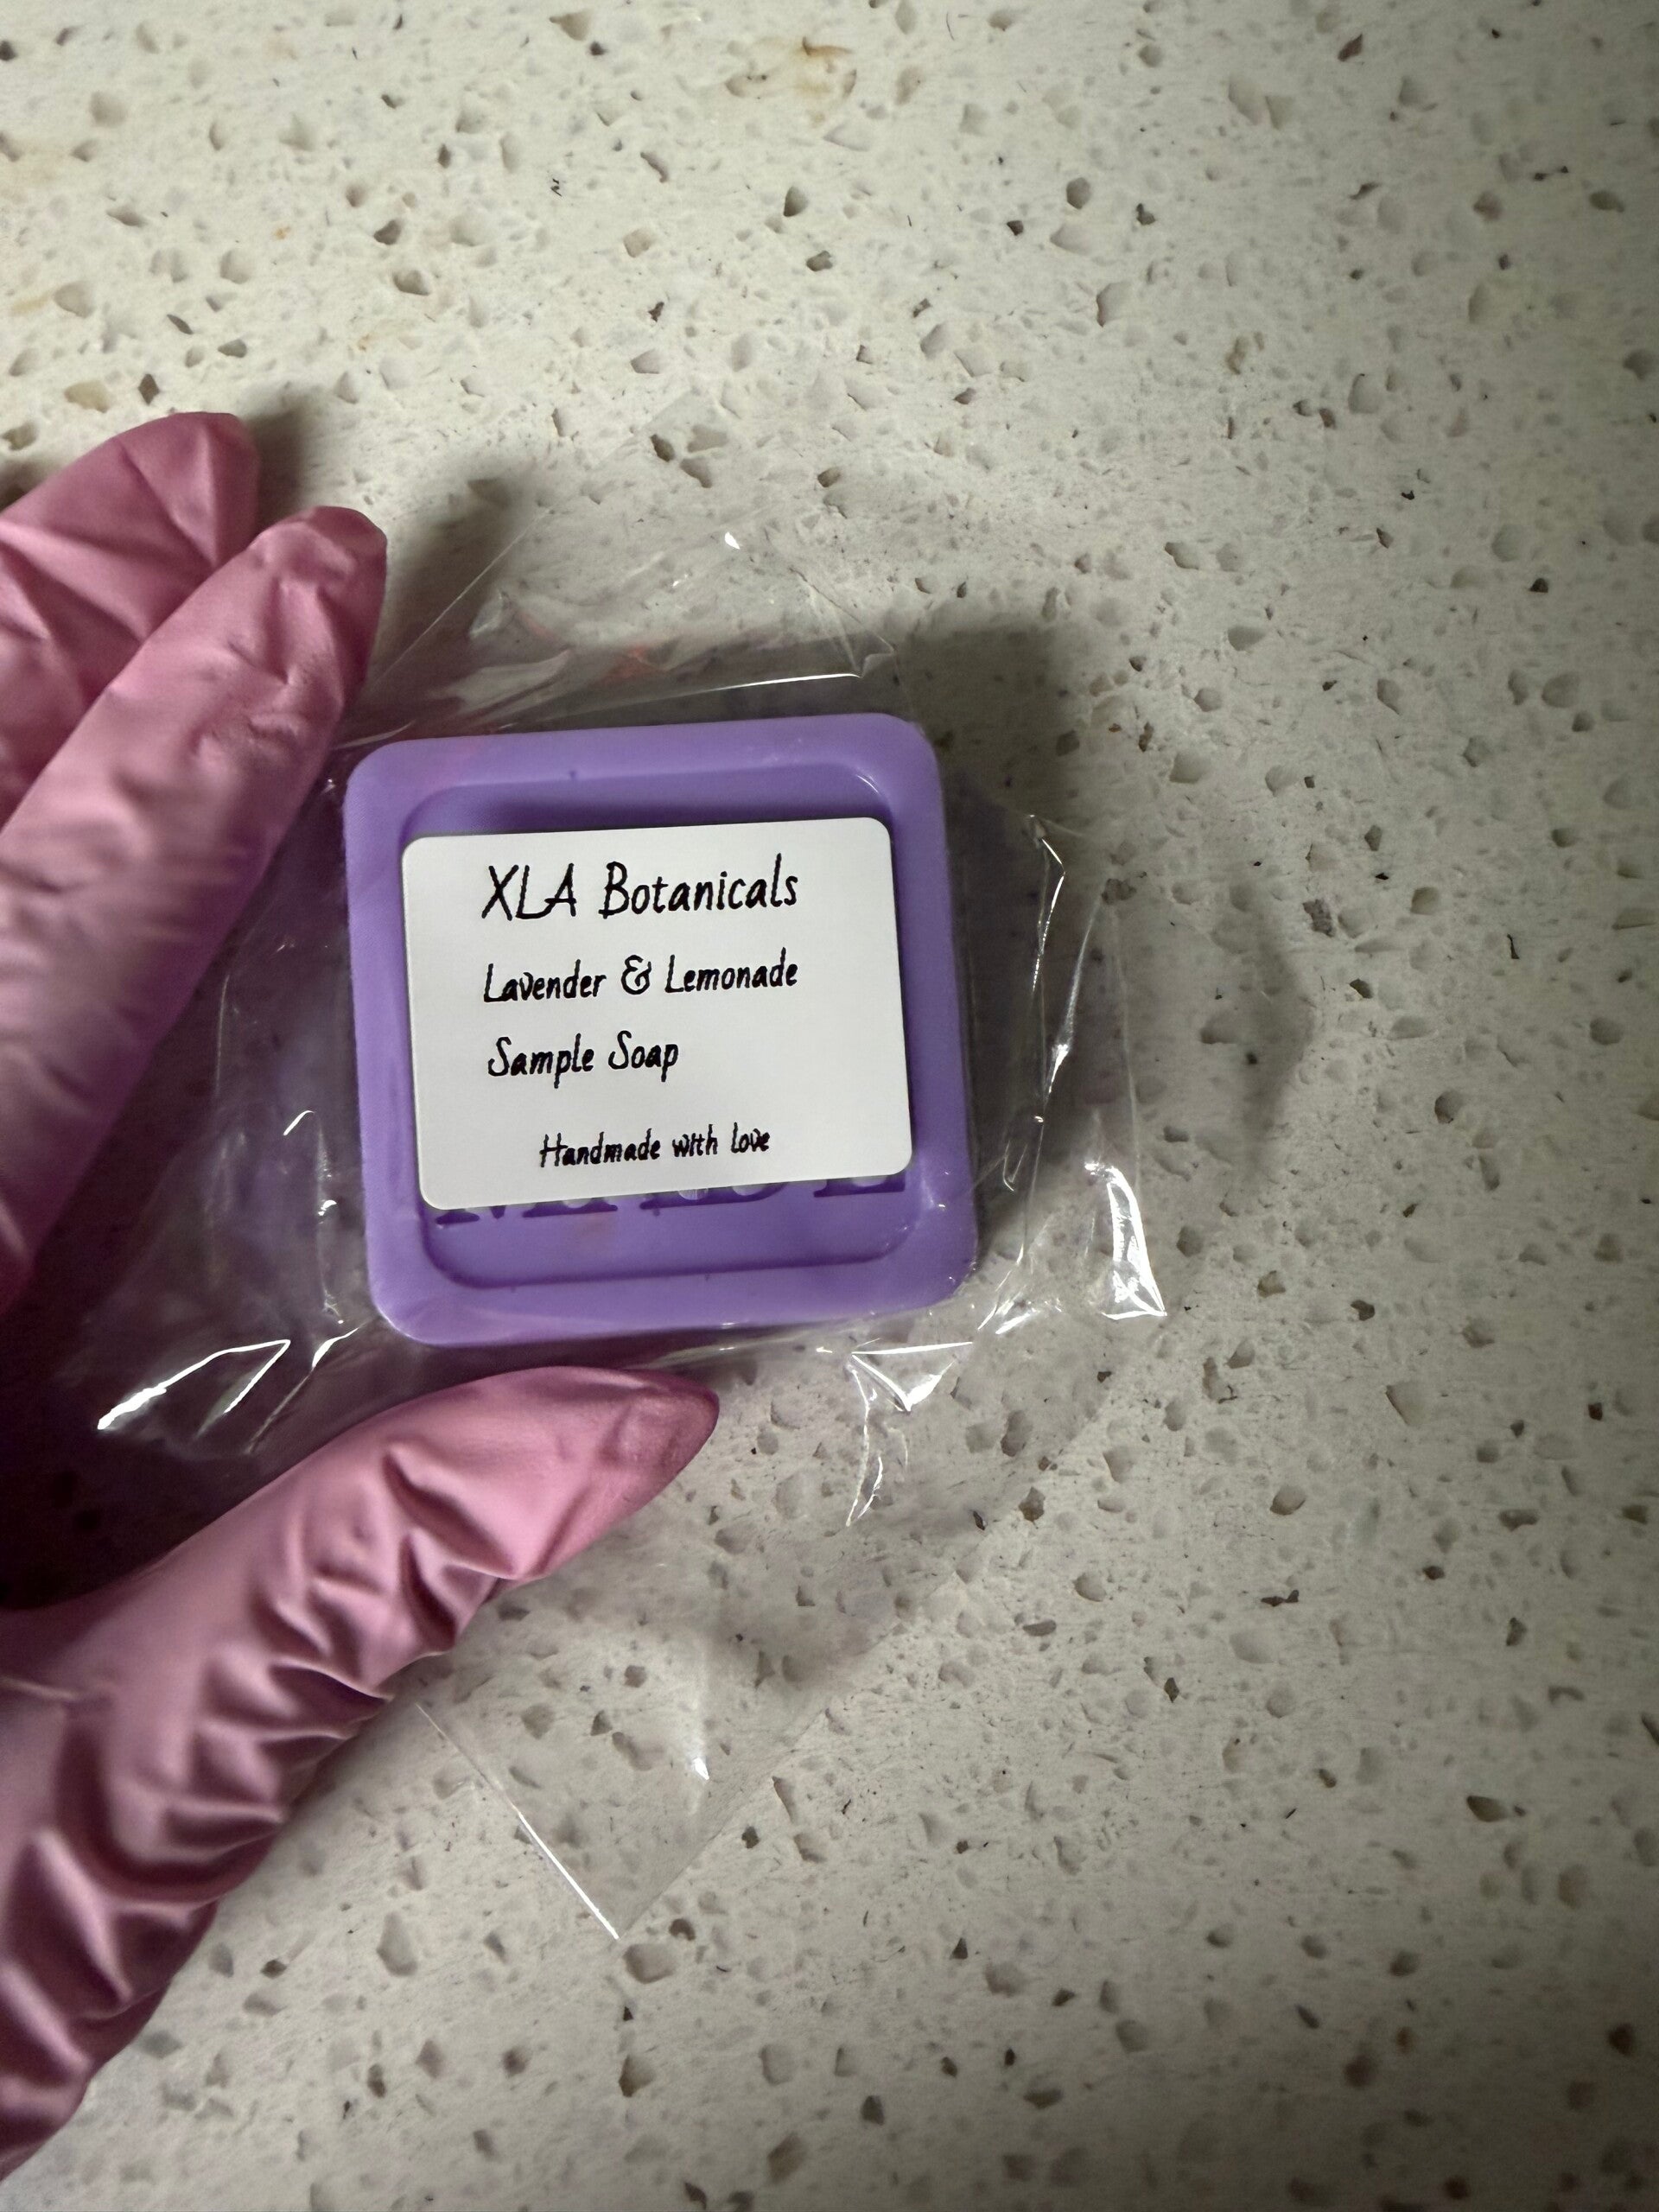 XLA Botanicals
Lavender & Lemonade
Sample Soap
Handmade with love